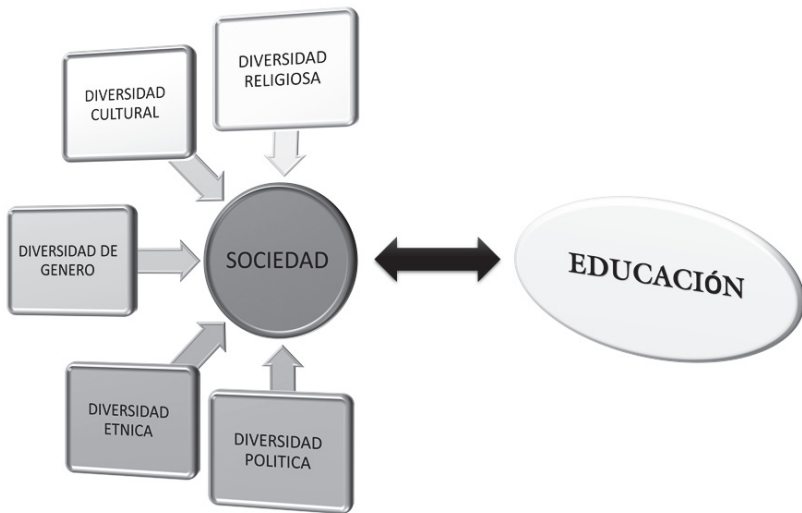 DIVERSIDAD
RELIGIOSA
DIVERSIDAD
CULTURAL
DIVERSIDAD DE
GENERO
SOCIEDAD
EDUCACIÓN
DIVERSIDAD
ETNICA
DIVERSIDAD
POLITICA